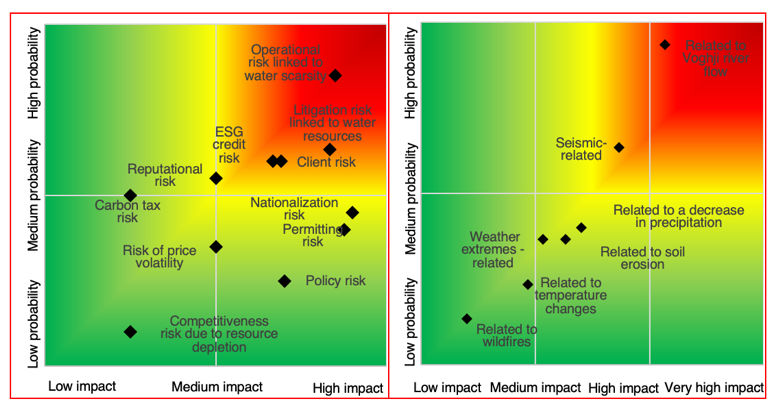 High probability
Medium probability
Low probability
Operational
risk linked to
water scarsity
Litigation risk
linked to water
resources
ESG
credit
risk
Client risk
Reputational
risk
Carbon tax
risk
Nationalization
risk
Permitting
risk
Risk of price
volatility
Policy risk
Competitiveness
risk due to resource
depletion
Low impact
Medium impact
High impact
High probability
Medium probability
Low probability
Related to
Voghji river
flow
Seismic-
related
Related to a decrease
in precipitation
Weather
extremes -
related
Related to soil
erosion
Related to
temperature
changes
Related to
wildfires
Low impact
Medium impact
High impact
Very high impact